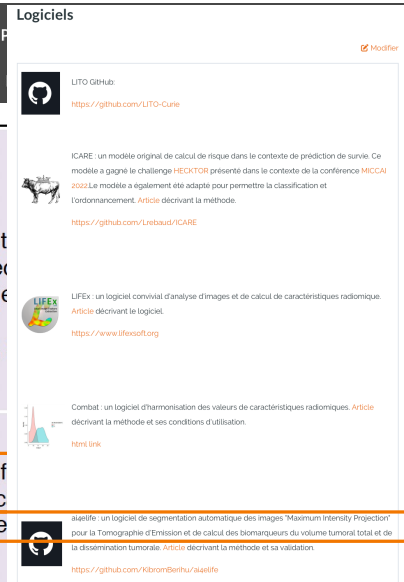 Logiciels
Modifier
LITO GitHub:
https://github.com/LITO-Curie
ICARE : un modèle original de calcul de risque dans le contexte de prédiction de survie. Ce
modèle a gagné le challenge HECKTOR présenté dans le contexte de la conférence MICCAI
2022.Le modèle a également été adapté pour permettre la classification et
l'ordonnancement. Article décrivant la méthode.
https://github.com/Lrebaud/ICARE
LIFEx
LIFEx : un logiciel convivial d'analyse d'images et de calcul de caractéristiques radiomique.
Article décrivant le logiciel.
https://www.lifexsoft.org
Combat : un logiciel d'harmonisation des valeurs de caractéristiques radiomiques. Article
décrivant la méthode et ses conditions d'utilisation.
html link
ai4elife : un logiciel de segmentation automatique des images "Maximum Intensity Projection"
pour la Tomographie d'Emission et de calcul des biomarqueurs du volume tumoral total et de
la dissémination tumorale. Article décrivant la méthode et sa validation.
https://github.com/KibromBerihu/ai4elife